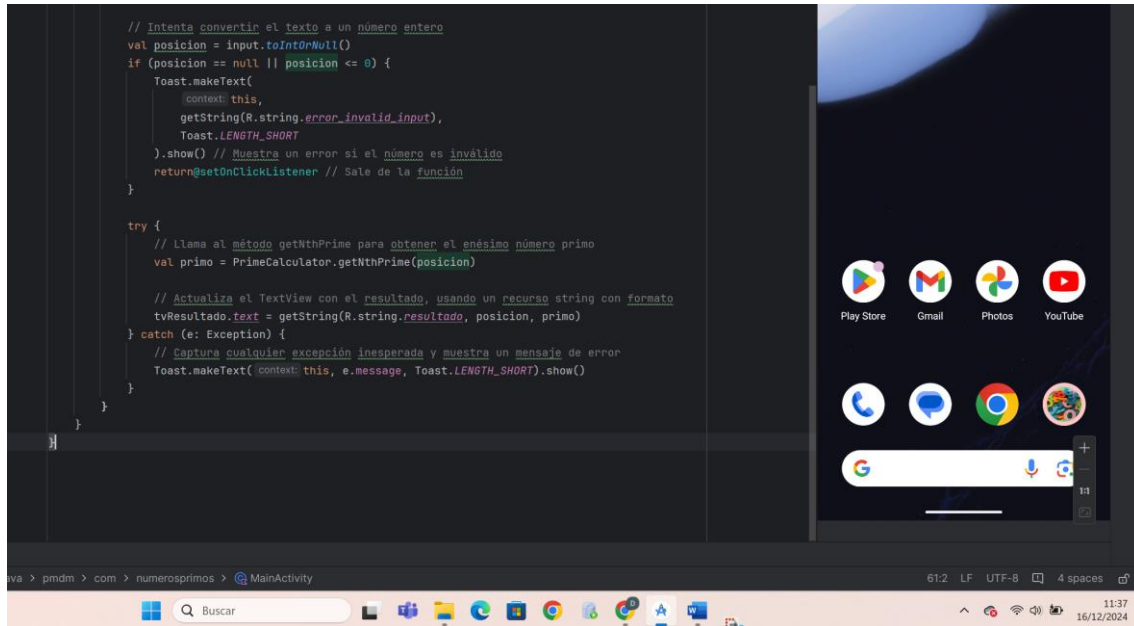 // Intenta convertir el texto a un número entero
val posicion = input.toIntOrNull()
if (posicion == null || posicion <= 0) {
Toast.makeText(
context: this,
getString(R.string.error_invalid_input),
Toast.LENGTH_SHORT
).show() // Muestra un error si el número es inválido
return@setOnClickListener // Sale de la función
}
try {
// Llama al método getNthPrime para obtener el enésimo número primo
val primo = PrimeCalculator.getNthPrime(posicion)
// Actualiza el TextView con el resultado, usando un recurso string con formato
tvResultado.text = getString(R.string.resultado, posicion, primo)
} catch (e: Exception) {
// Captura cualquier excepción inesperada y muestra un mensaje de error
Toast.makeText( context: this, e.message, Toast.LENGTH_SHORT).show()
}
}
}
}
Play Store Gmail Photos YouTube
1:1
ava > pmdm > com > numerosprimos > MainActivity 61:2 LF UTF-8 4 spaces
Buscar
11:37
16/12/2024